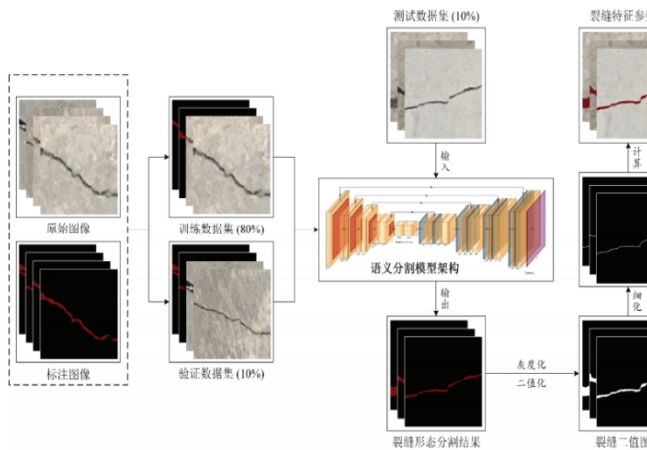 测试数据集 (10%)
裂缝特征参
输
入
计
算
原始图像
训练数据集 (80%)
语义分割模型架构
输
出
细
化
标注图像
验证数据集 (10%)
灰度化
二值化
裂缝形态分割结果
裂缝二值图